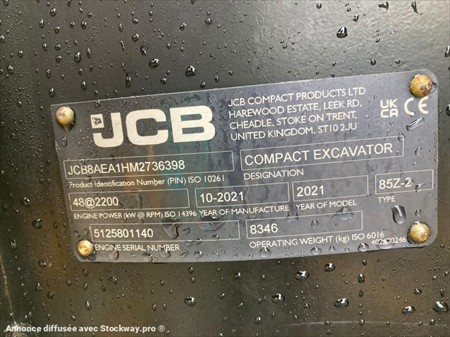 JCB
JCB COMPACT PRODUCTS LTD
HAREWOOD ESTATE, LEEK RD,
CHEADLE, STOKE ON TRENT,
UNITED KINGDOM, ST10 2JU
UK
CA CE
JCB8AEA1HM2736398
Product Identification Number (PIN) ISO 10261
COMPACT EXCAVATOR
DESIGNATION
48@2200
10-2021
2021
85Z-2
ENGINE POWER (kW @ RPM) ISO 14396 YEAR OF MANUFACTURE YEAR OF MODEL TYPE
5125801140
8346
ENGINE SERIAL NUMBER
OPERATING WEIGHT (kg) ISO 6016
Annonce diffusée avec Stockway.pro ®